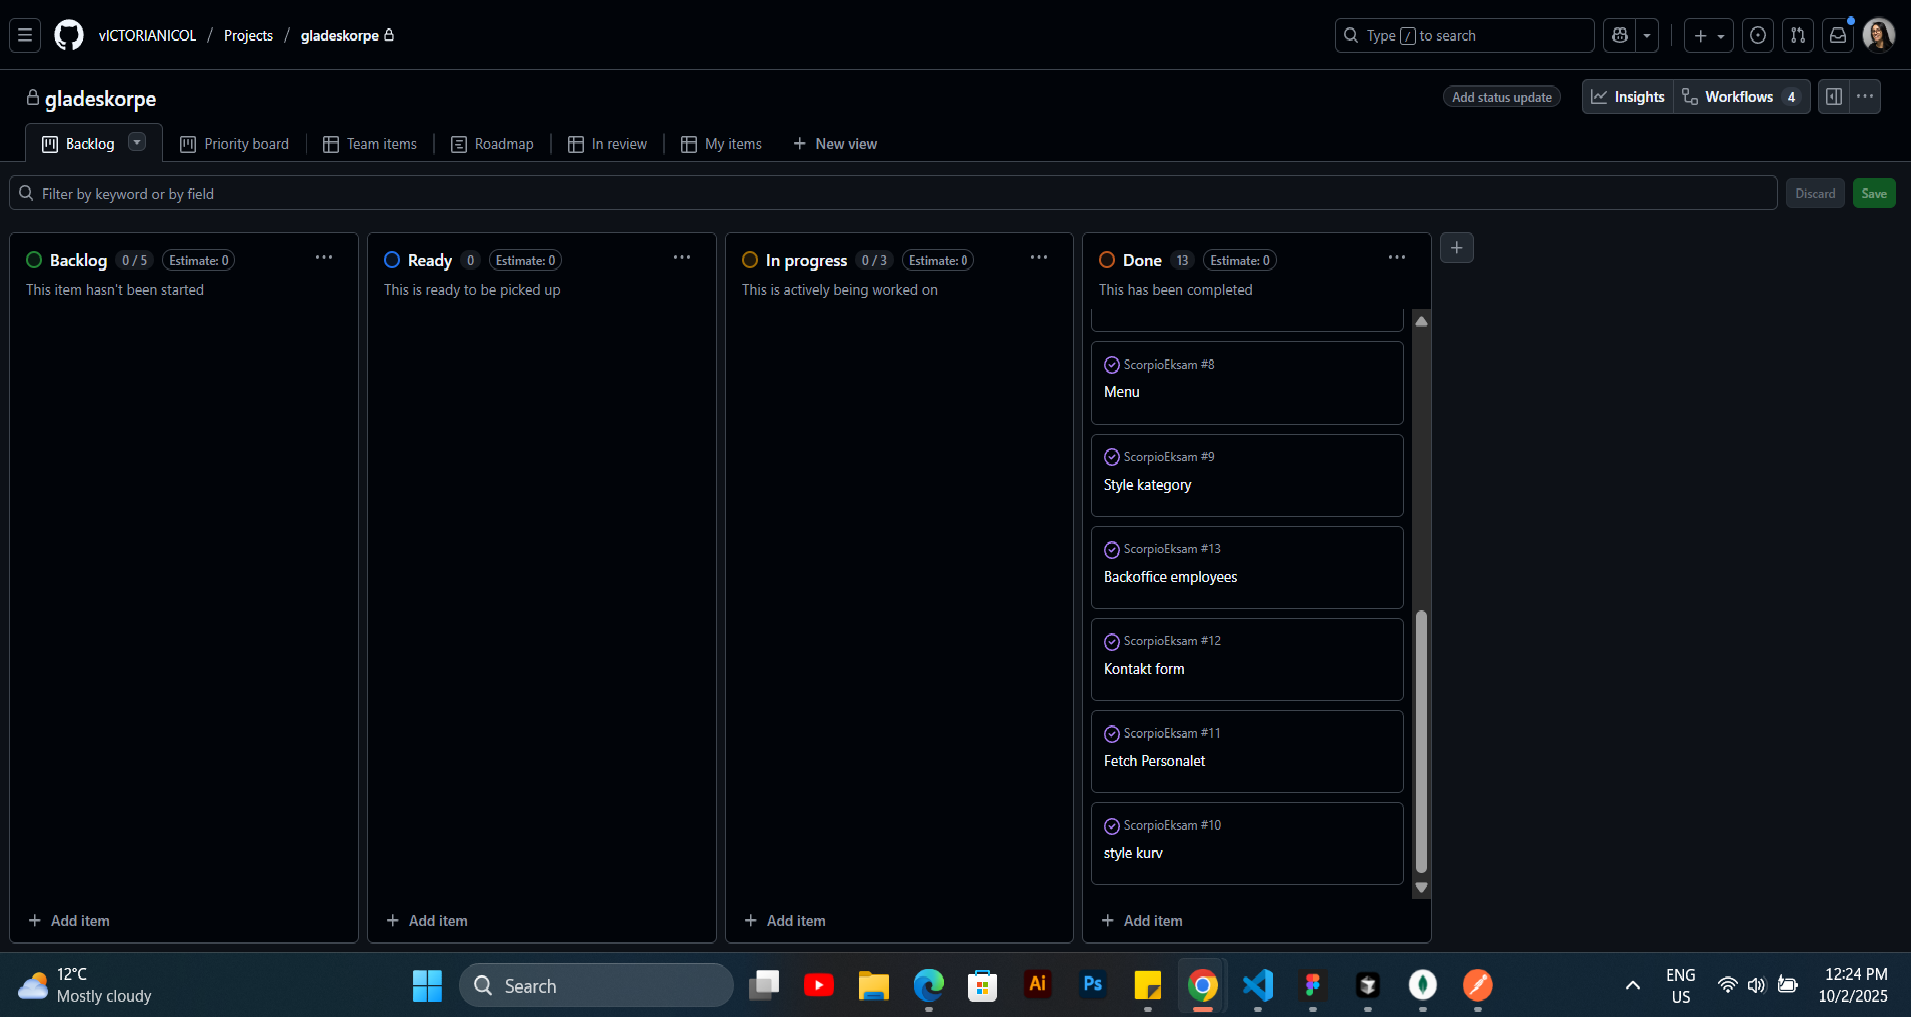 vICTORIANICOL / Projects / gladeskorpe
Type / to search
gladeskorpe
Add status update
Insights
Workflows 4
Backlog
Priority board
Team items
Roadmap
In review
My items
New view
Filter by keyword or by field
Discard
Save
Backlog 0 / 5 Estimate: 0
This item hasn't been started
Add item
Ready 0 Estimate: 0
This is ready to be picked up
Add item
In progress 0 / 3 Estimate: 0
This is actively being worked on
Add item
Done 13 Estimate: 0
This has been completed
ScorpioEksam #8
Menu
ScorpioEksam #9
Style kategory
ScorpioEksam #13
Backoffice employees
ScorpioEksam #12
Kontakt form
ScorpioEksam #11
Fetch Personalet
ScorpioEksam #10
style kurv
Add item
12°C
Mostly cloudy
Search
Ai
Ps
ENG
US
12:24 PM
10/2/2025